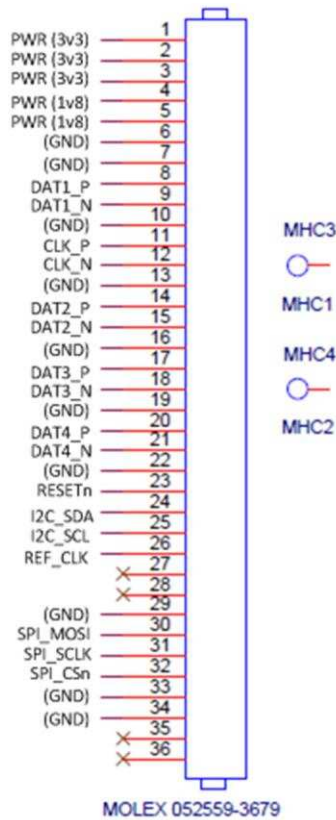 PWR (3v3) 1
PWR (3v3) 2
PWR (3v3) 3
PWR (1v8) 4
PWR (1v8) 5
(GND) 6
(GND) 7
DAT1_P 8
DAT1_N 9
(GND) 10
CLK_P 11
CLK_N 12
(GND) 13
DAT2_P 14
DAT2_N 15
(GND) 16
DAT3_P 17
DAT3_N 18
(GND) 19
DAT4_P 20
DAT4_N 21
(GND) 22
RESETn 23
I2C_SDA 24
I2C_SCL 25
REF_CLK 26
27
28
(GND) 29
SPI_MOSI 30
SPI_SCLK 31
SPI_CSn 32
(GND) 33
(GND) 34
35
36
MHC3
MHC1
MHC4
MHC2
MOLEX 052559-3679